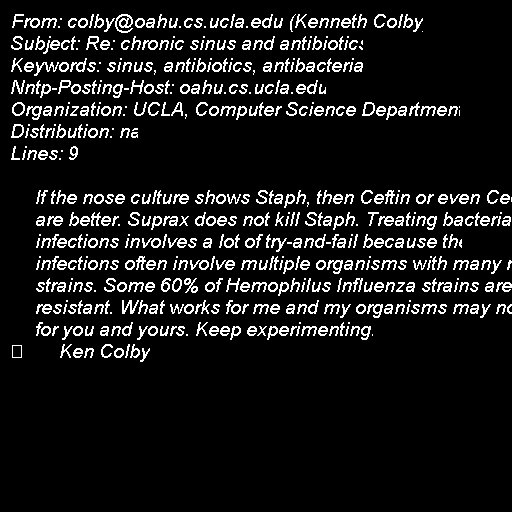 From: colby@oahu.cs.ucla.edu (Kenneth Colby)
Subject: Re: chronic sinus and antibiotics
Keywords: sinus, antibiotics, antibacteria
Nntp-Posting-Host: oahu.cs.ucla.edu
Organization: UCLA, Computer Science Department
Distribution: na
Lines: 9
If the nose culture shows Staph, then Ceftin or even
are better. Suprax does not kill Staph. Treating bacteria
infections involves a lot of try-and-fail because the
infections often involve multiple organisms with many
strains. Some 60% of Hemophilus Influenza strains are
resistant. What works for me and my organisms may
for you and yours. Keep experimenting.
Ken Colby